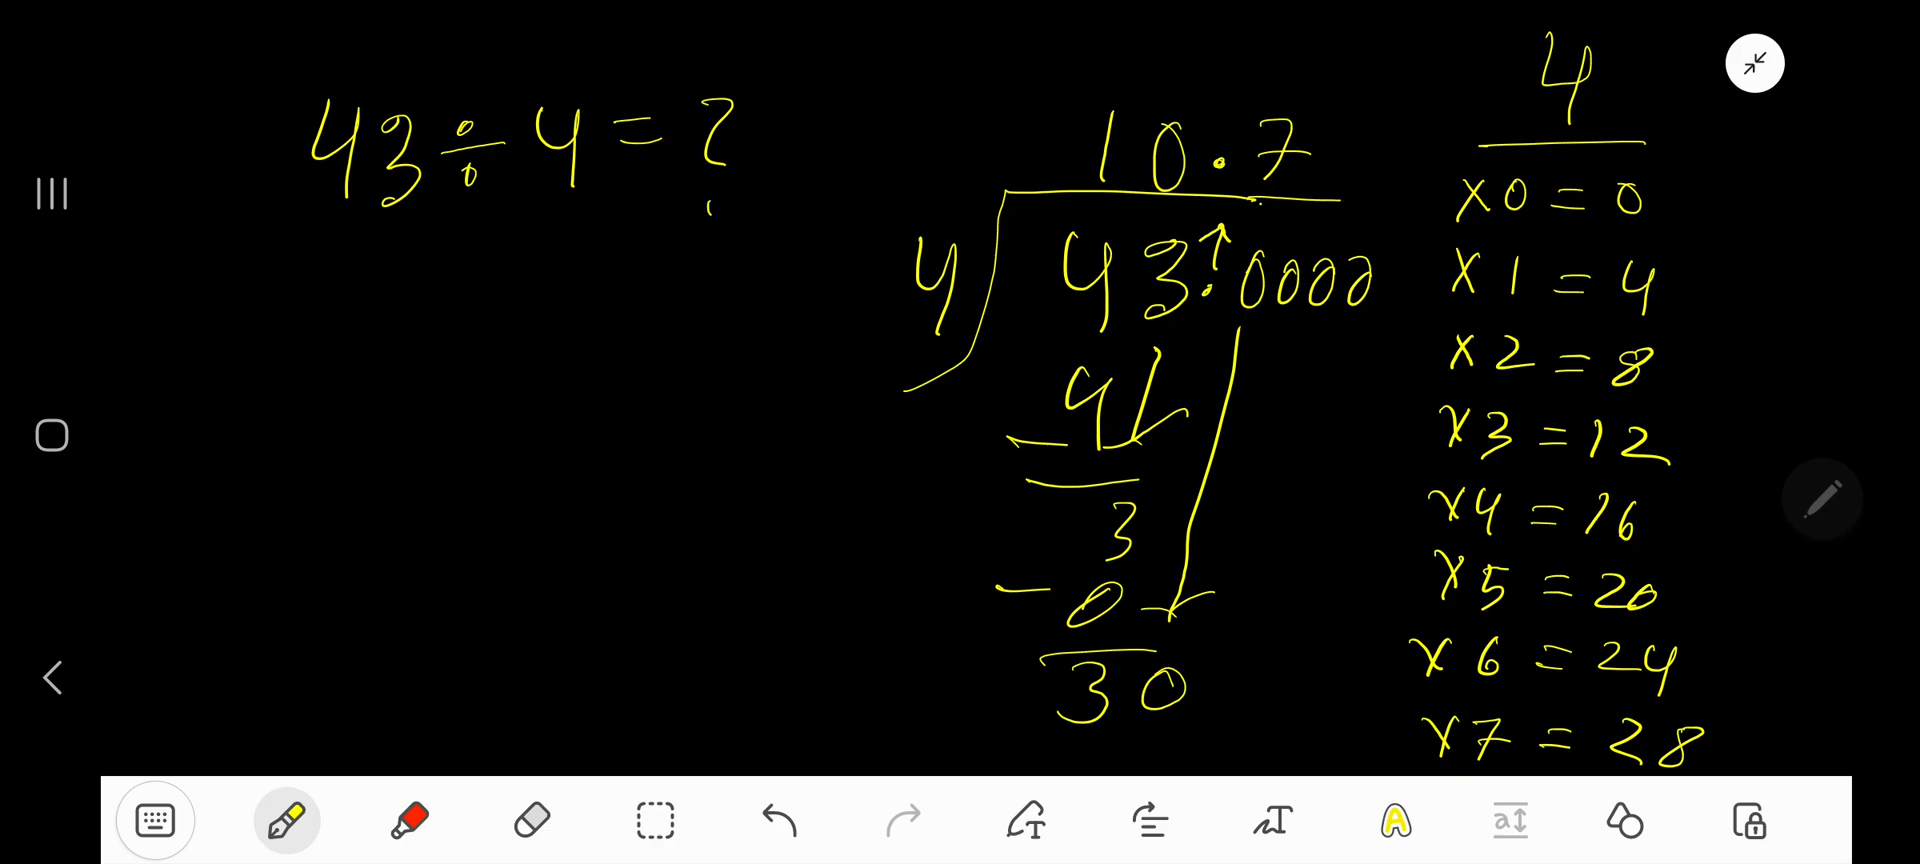 43 ÷ 4 = ?
10.7
4 43.0000
- 4
3
- 0
30
4
x0 = 0
x1 = 4
x2 = 8
x3 = 12
x4 = 16
x5 = 20
x6 = 24
x7 = 28